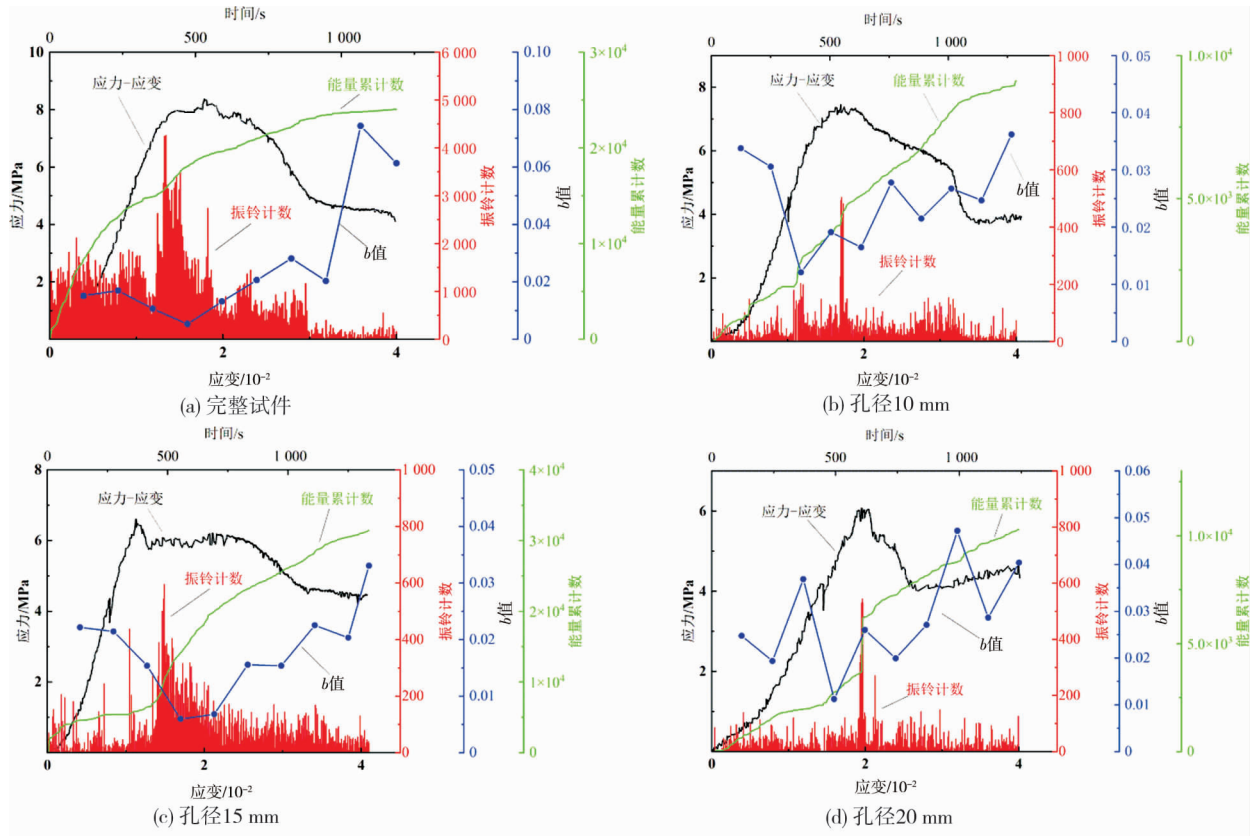 时间/s
0 500 1 000
10 8 6 4 2
应力/MPa
应力-应变
能量累计数
振铃计数
b值
6 000 5 000 4 000 3 000 2 000 1 000 0
振铃计数
0.10 0.08 0.06 0.04 0.02 0.00
b值
3×10⁴ 2×10⁴ 1×10⁴ 0
能量累计数
0 2 4
应变/10⁻²
(a) 完整试件
时间/s
0 500 1 000
8 6 4 2
应力/MPa
应力-应变
能量累计数
b值
振铃计数
1 000 800 600 400 200 0
振铃计数
0.05 0.04 0.03 0.02 0.01 0.00
b值
1.0×10⁴ 5.0×10³ 0
能量累计数
0 2 4
应变/10⁻²
(b) 孔径10 mm
时间/s
0 500 1 000
8 6 4 2
应力/MPa
应力-应变
能量累计数
振铃计数
b值
1 000 800 600 400 200 0
振铃计数
0.05 0.04 0.03 0.02 0.01 0.00
b值
4×10⁴ 3×10⁴ 2×10⁴ 1×10⁴ 0
能量累计数
0 2 4
应变/10⁻²
(c) 孔径15 mm
时间/s
0 500 1 000
6 4 2
应力/MPa
应力-应变
能量累计数
b值
振铃计数
1 000 800 600 400 200 0
振铃计数
0.06 0.05 0.04 0.03 0.02 0.01 0.00
b值
1.0×10⁴ 5.0×10³ 0
能量累计数
0 2 4
应变/10⁻²
(d) 孔径20 mm